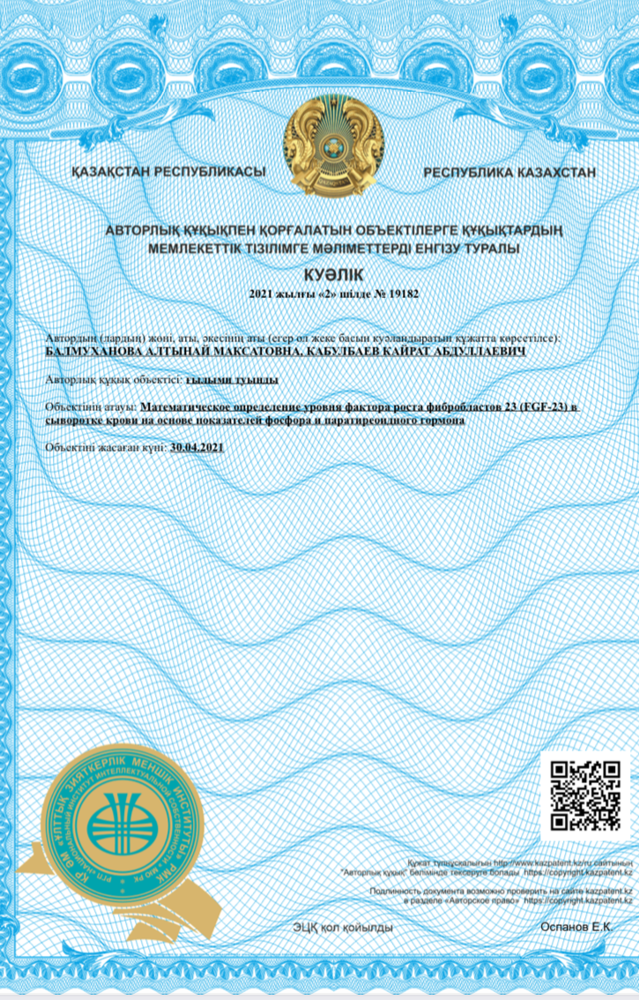 ҚАЗАҚСТАН РЕСПУБЛИКАСЫ
РЕСПУБЛИКА КАЗАХСТАН
АВТОРЛЫҚ ҚҰҚЫҚПЕН ҚОРҒАЛАТЫН ОБЪЕКТІЛЕРГЕ ҚҰҚЫҚТАРДЫҢ
МЕМЛЕКЕТТІК ТІЗІЛІМГЕ МӘЛІМЕТТЕРДІ ЕНГІЗУ ТУРАЛЫ
КУӘЛІК
2021 жылғы «2» шілде № 19182
Автордың (лардың) жөні, аты, әкесінің аты (егер ол жеке басын куәландыратын құжатта көрсетілсе):
БАЛМУХАНОВА АЛТЫНАЙ МАКСАТОВНА, КАБУЛБАЕВ КАЙРАТ АБДУЛЛАЕВИЧ
Авторлық құқық объектісі: ғылыми туынды
Объектінің атауы: Математическое определение уровня фактора роста фибробластов 23 (FGF-23) в
сыворотке крови на основе показателей фосфора и паратиреоидного гормона
Объектіні жасаған күні: 30.04.2021
ҚР ӘМ «ҰЛТТЫҚ ЗИЯТКЕРЛІК МЕНШІК ИНСТИТУТЫ» РМК
РГП «НАЦИОНАЛЬНЫЙ ИНСТИТУТ ИНТЕЛЛЕКТУАЛЬНОЙ СОБСТВЕННОСТИ» МЮ РК
Құжат түпнұсқалығын http://www.kazpatent.kz/ru сайтының
"Авторлық құқық" бөлімінде тексеруге болады https://copyright.kazpatent.kz
Подлинность документа возможно проверить на сайте kazpatent.kz
в разделе «Авторское право» https://copyright.kazpatent.kz
ЭЦҚ қол қойылды
Оспанов Е.К.